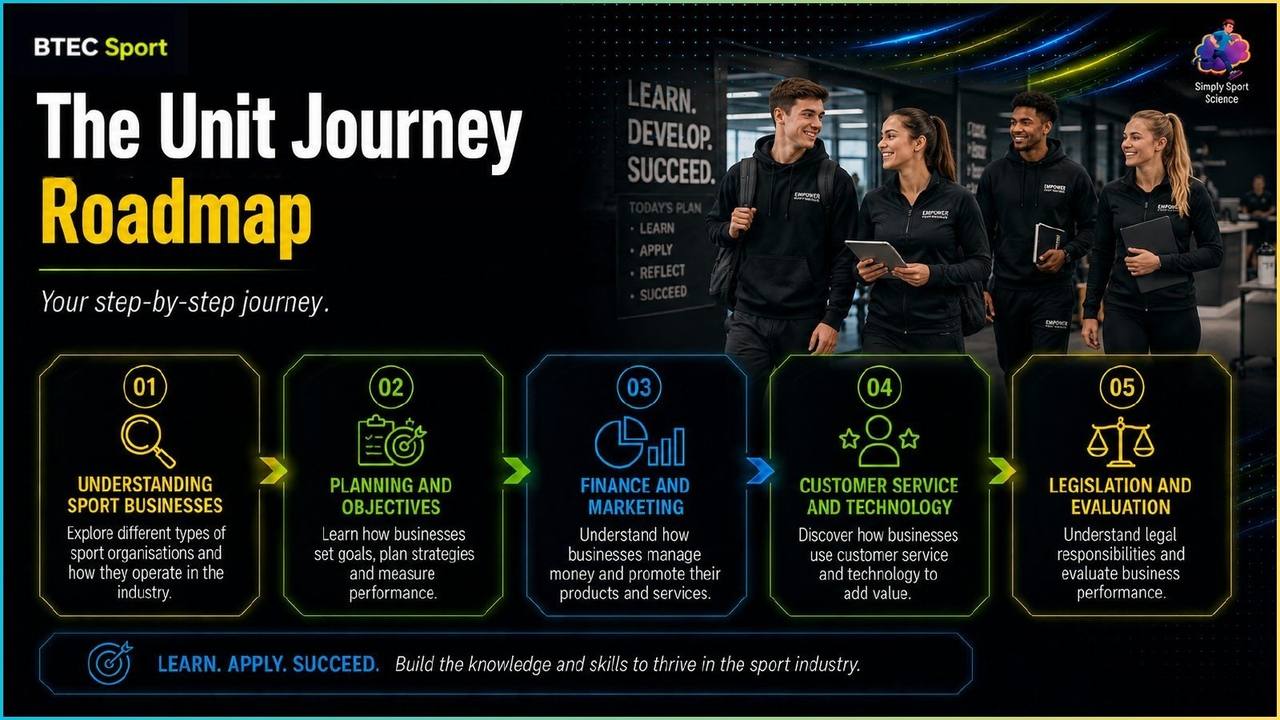 BTEC Sport
Simply Sport
Science
The Unit Journey
Roadmap
Your step-by-step journey.
LEARN.
DEVELOP.
SUCCEED.
TODAY'S PLAN
• LEARN
• APPLY
• REFLECT
• SUCCEED
EMPOWER
EMPOWER
EMPOWER
EMPOWER
EMPOWER
01
UNDERSTANDING
SPORT BUSINESSES
Explore different types of
sport organisations and
how they operate in the
industry.
02
PLANNING AND
OBJECTIVES
Learn how businesses
set goals, plan strategies
and measure
performance.
03
FINANCE AND
MARKETING
Understand how
businesses manage
money and promote their
products and services.
04
CUSTOMER SERVICE
AND TECHNOLOGY
Discover how businesses
use customer service
and technology to
add value.
05
LEGISLATION AND
EVALUATION
Understand legal
responsibilities and
evaluate business
performance.
LEARN. APPLY. SUCCEED. Build the knowledge and skills to thrive in the sport industry.